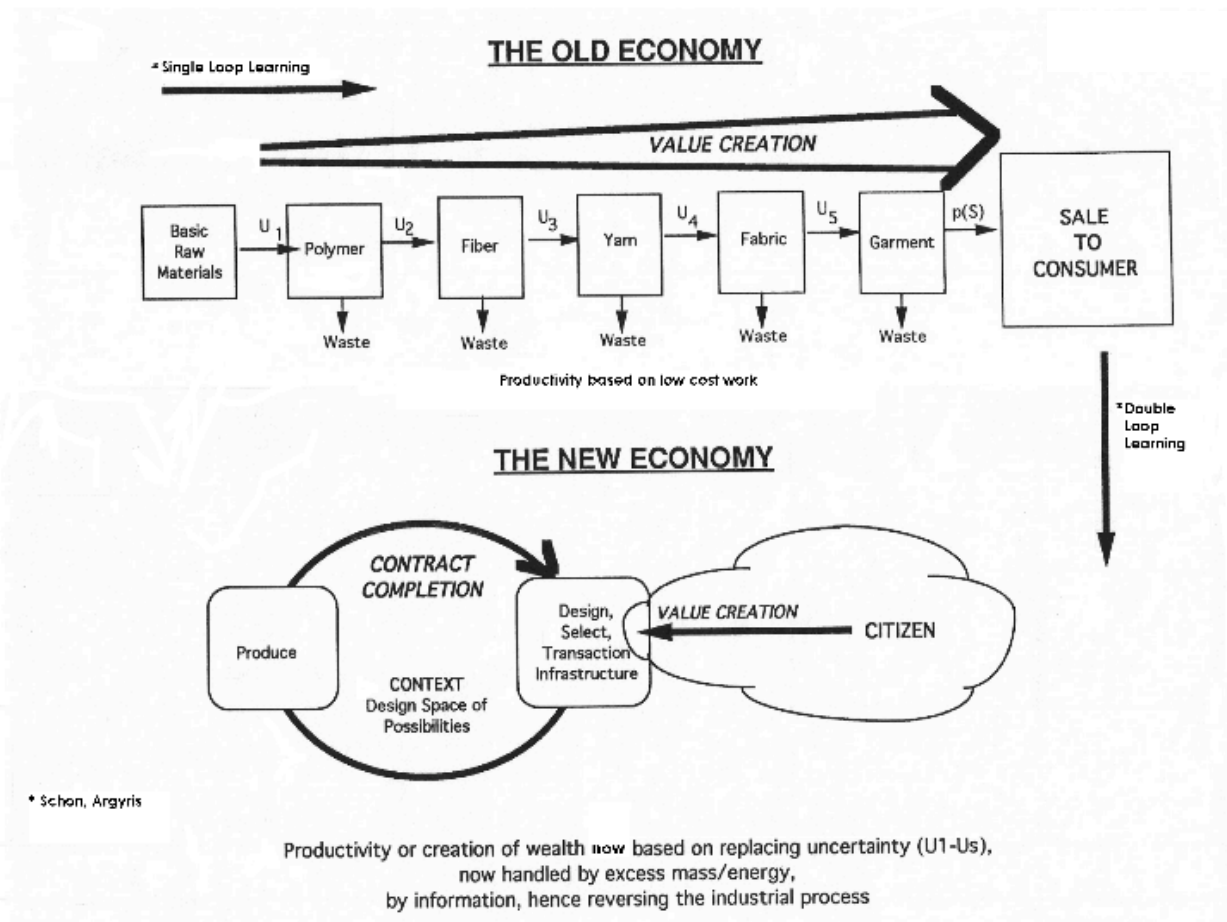 THE OLD ECONOMY
* Single Loop Learning
VALUE CREATION
Basic
Raw
Materials
U 1
Polymer
U2
Fiber
U3
Yarn
U4
Fabric
U5
Garment
p(S)
SALE
TO
CONSUMER
Waste
Waste
Waste
Waste
Waste
Productivity based on low cost work
* Double
Loop
Learning
THE NEW ECONOMY
CONTRACT
COMPLETION
Produce
CONTEXT
Design Space of
Possibilities
Design,
Select,
Transaction
Infrastructure
VALUE CREATION
CITIZEN
* Schon, Argyris
Productivity or creation of wealth now based on replacing uncertainty (U1-Us),
now handled by excess mass/energy,
by information, hence reversing the industrial process